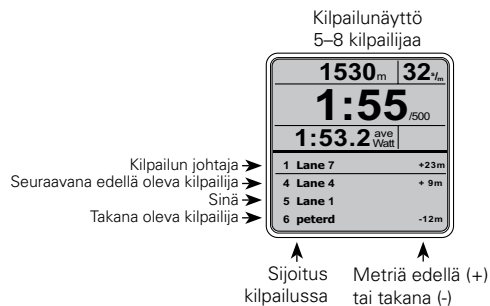 Kilpailunäyttö
5–8 kilpailijaa
1530m 32s/m
1:55/500
1:53.2 ave Watt
Kilpailun johtaja 1 Lane 7 +23m
Seuraavana edellä oleva kilpailija 4 Lane 4 + 9m
Sinä 5 Lane 1
Takana oleva kilpailija 6 peterd -12m
Sijoitus kilpailussa
Metriä edellä (+) tai takana (-)